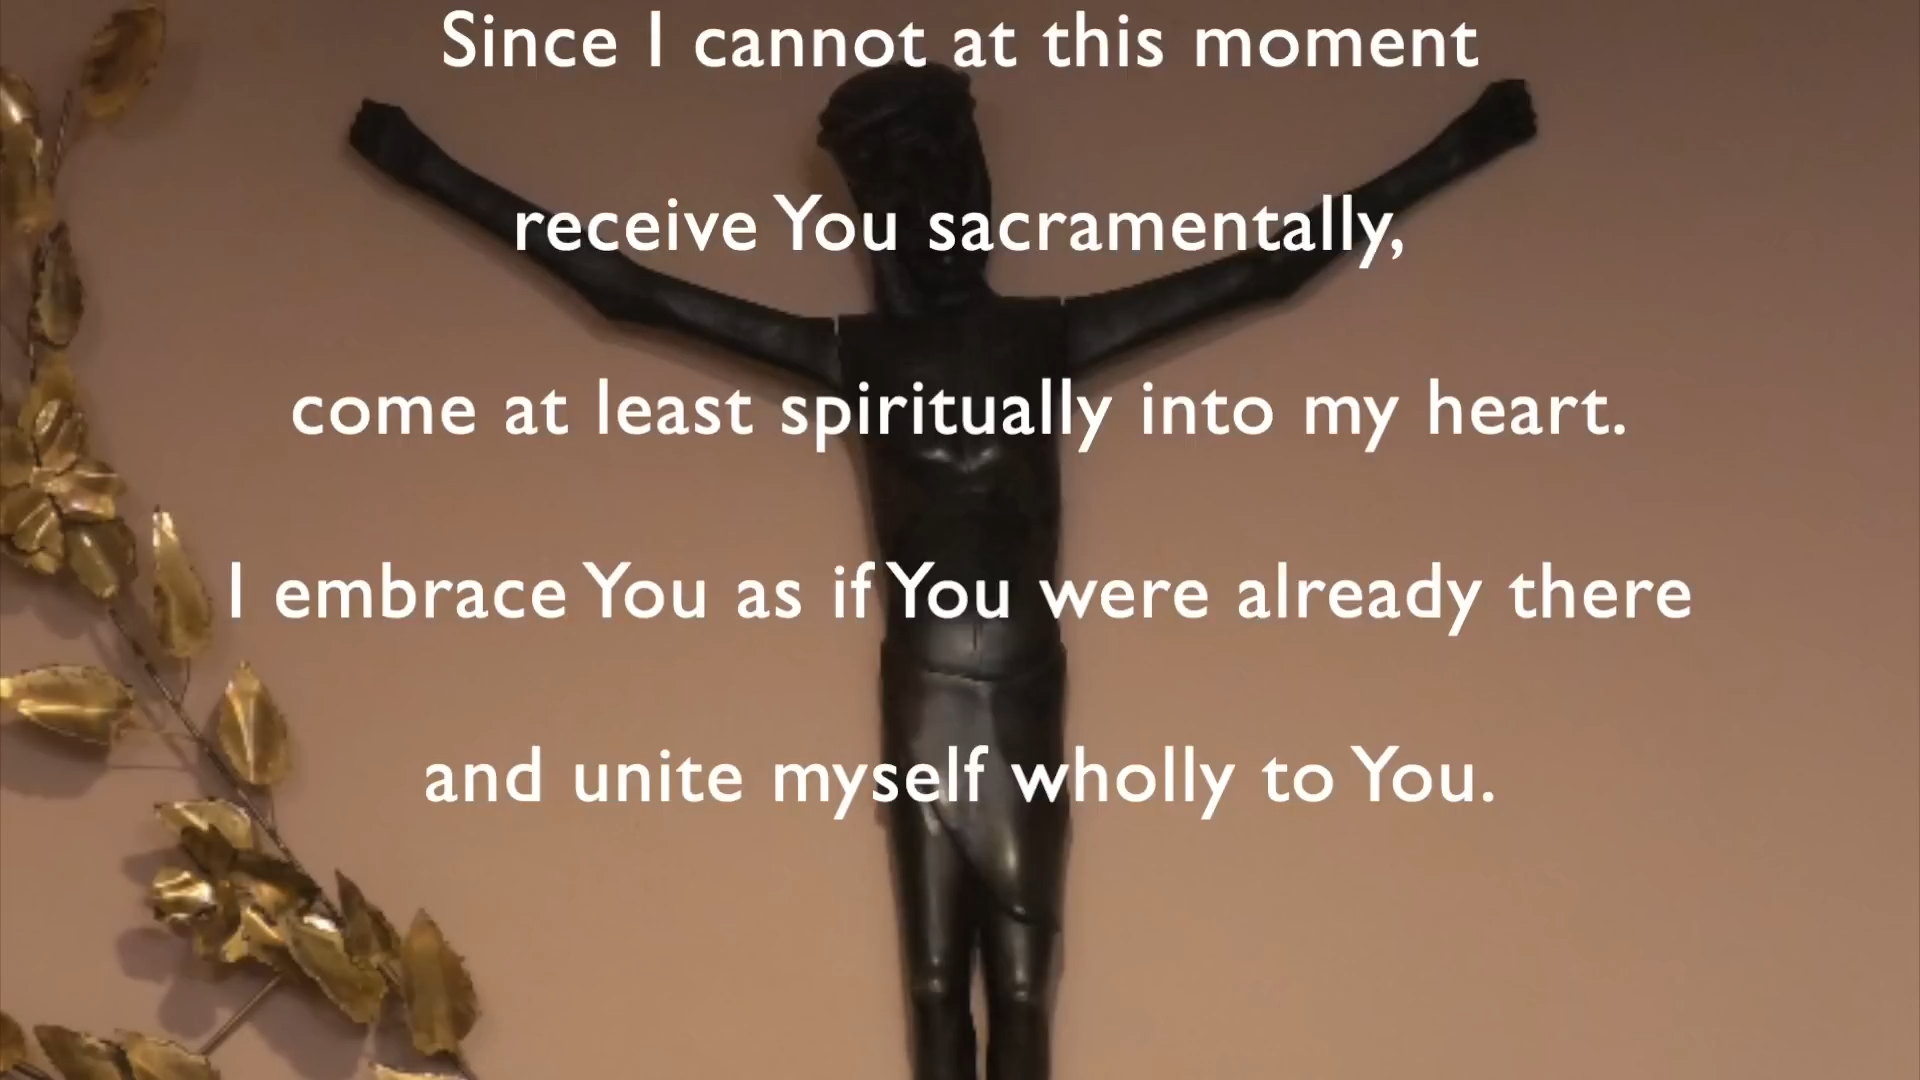 Since I cannot at this moment
receive You sacramentally,
come at least spiritually into my heart.
I embrace You as if You were already there
and unite myself wholly to You.